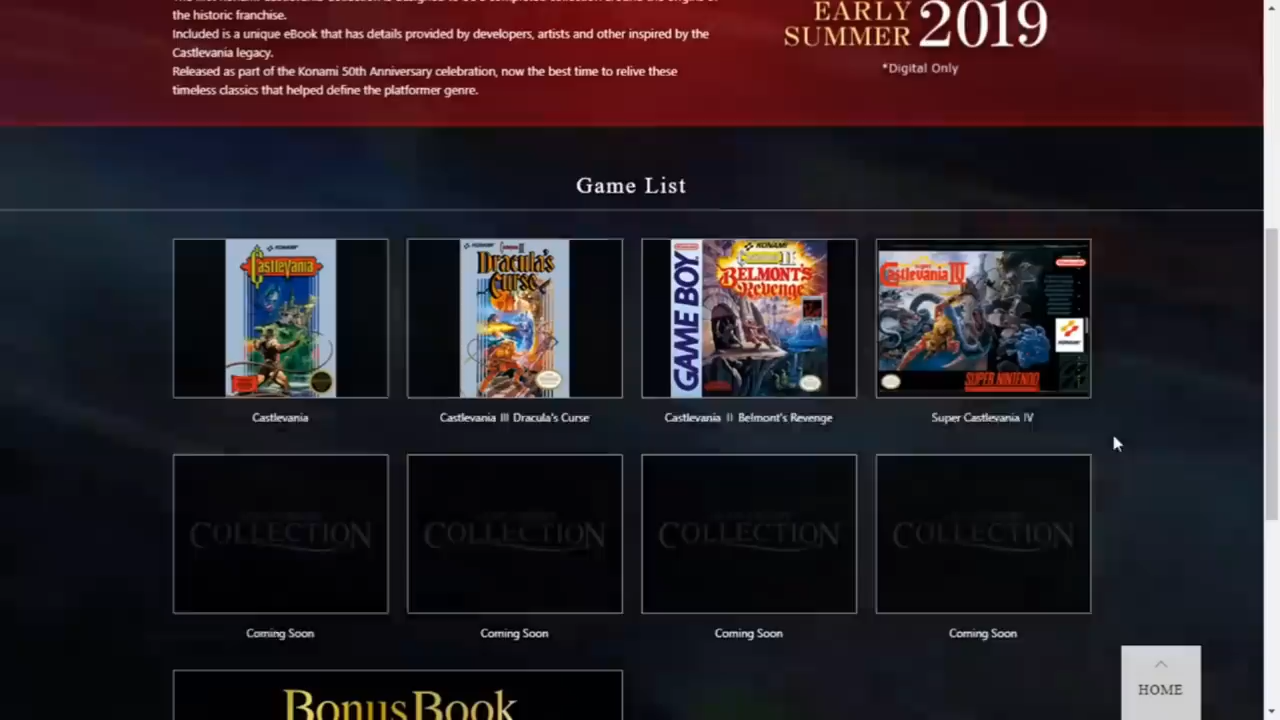 the historic franchise.
Included is a unique eBook that has details provided by developers, artists and other inspired by the
Castlevania legacy.
Released as part of the Konami 50th Anniversary celebration, now the best time to relive these
timeless classics that helped define the platformer genre.
EARLY
SUMMER 2019
*Digital Only
Game List
KONAMI
Castlevania
Dracula's
Curse
GAME BOY
KONAMI
BELMONT'S
Revenge
Castlevania IV
KONAMI
SUPER NINTENDO
Castlevania
Castlevania III Dracula's Curse
Castlevania II Belmont's Revenge
Super Castlevania IV
COLLECTION
COLLECTION
COLLECTION
COLLECTION
Coming Soon
Coming Soon
Coming Soon
Coming Soon
Bonus Book
HOME